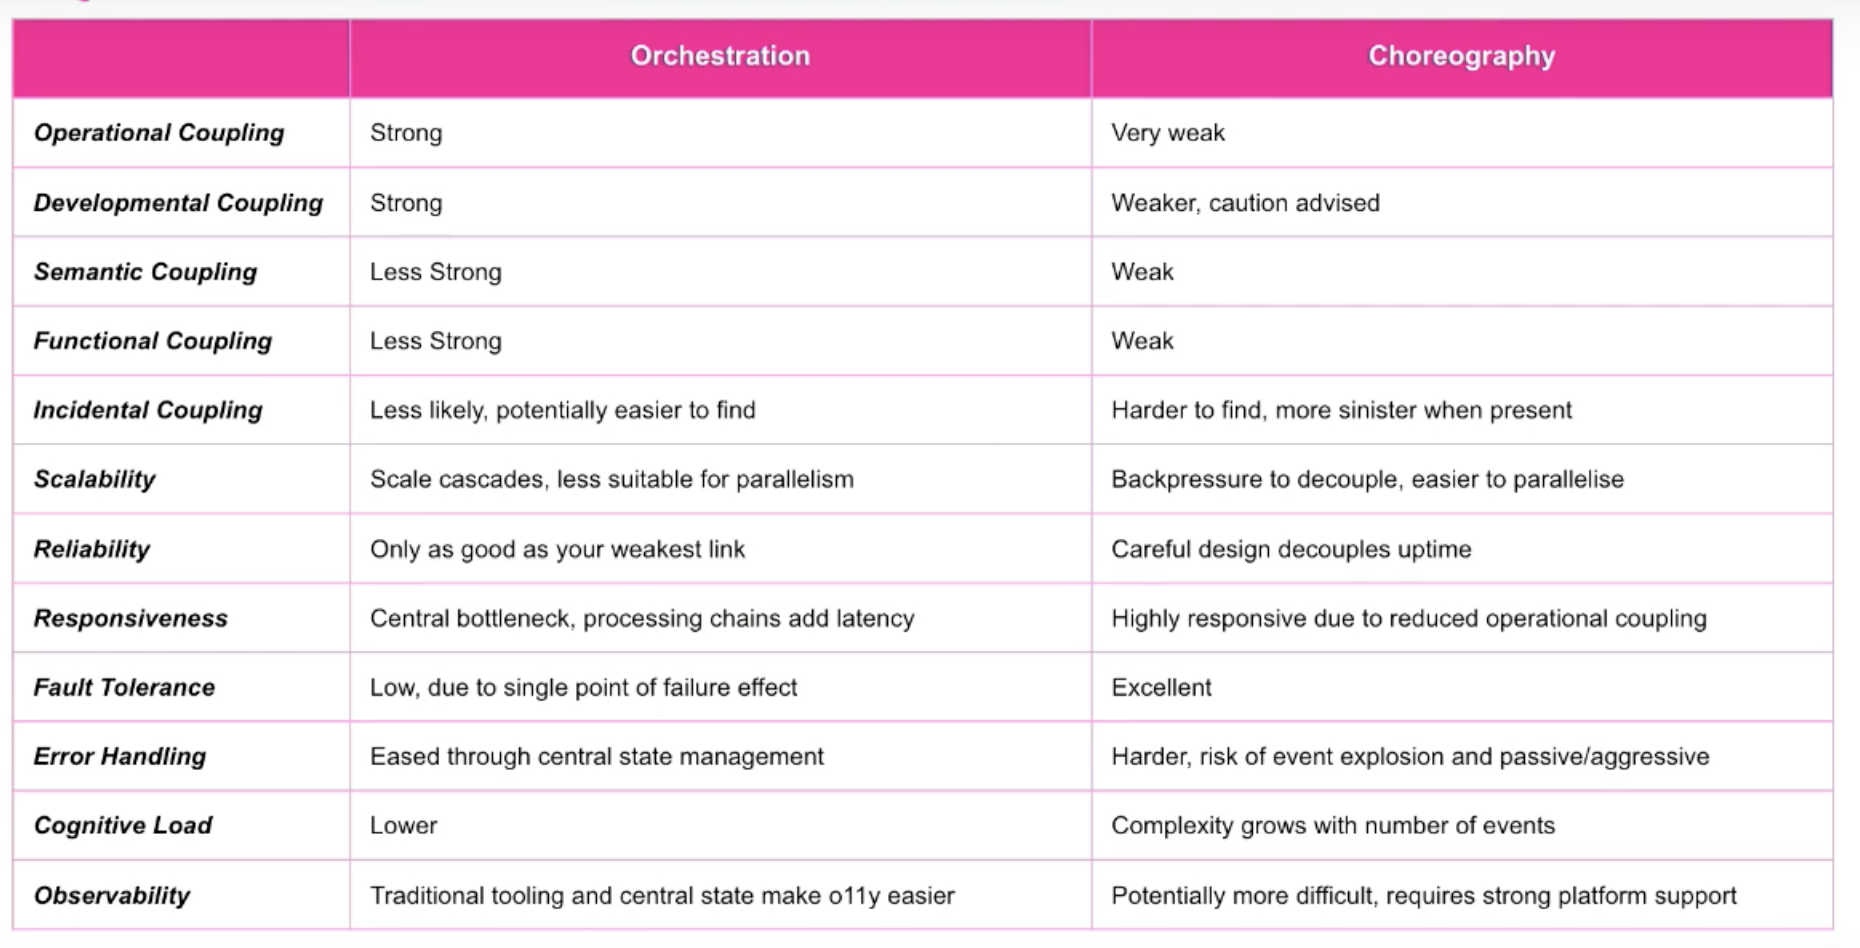 Orchestration Choreography
Operational Coupling Strong Very weak
Developmental Coupling Strong Weaker, caution advised
Semantic Coupling Less Strong Weak
Functional Coupling Less Strong Weak
Incidental Coupling Less likely, potentially easier to find Harder to find, more sinister when present
Scalability Scale cascades, less suitable for parallelism Backpressure to decouple, easier to parallelise
Reliability Only as good as your weakest link Careful design decouples uptime
Responsiveness Central bottleneck, processing chains add latency Highly responsive due to reduced operational coupling
Fault Tolerance Low, due to single point of failure effect Excellent
Error Handling Eased through central state management Harder, risk of event explosion and passive/aggressive
Cognitive Load Lower Complexity grows with number of events
Observability Traditional tooling and central state make o11y easier Potentially more difficult, requires strong platform support